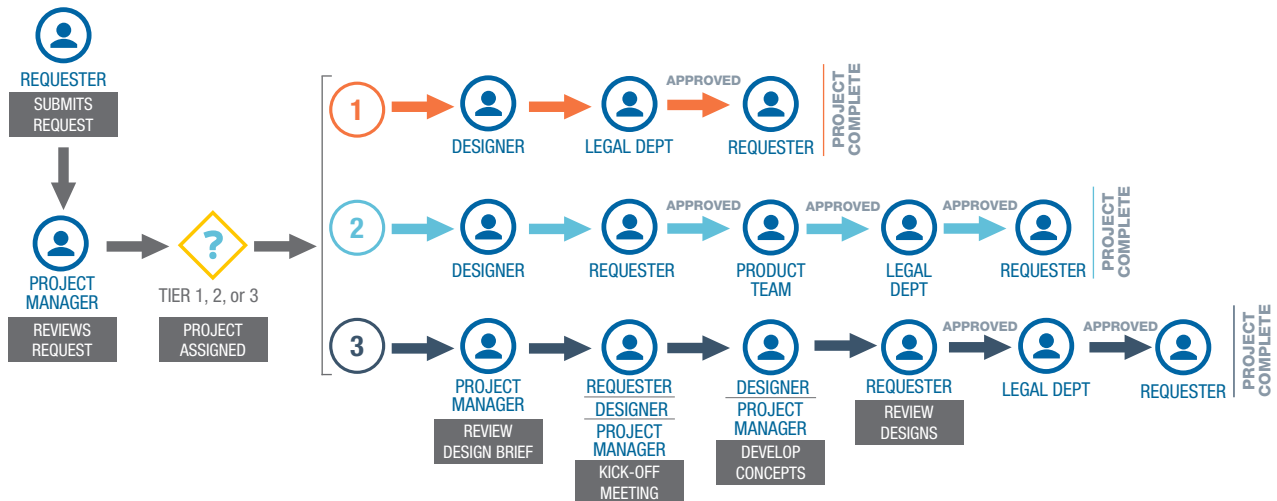 REQUESTER
SUBMITS
REQUEST
PROJECT
MANAGER
REVIEWS
REQUEST
?
TIER 1, 2, or 3
PROJECT
ASSIGNED
1
DESIGNER
LEGAL DEPT
APPROVED
REQUESTER
PROJECT
COMPLETE
2
DESIGNER
REQUESTER
APPROVED
PRODUCT
TEAM
APPROVED
LEGAL
DEPT
APPROVED
REQUESTER
PROJECT
COMPLETE
3
PROJECT
MANAGER
REVIEW
DESIGN BRIEF
REQUESTER
DESIGNER
PROJECT
MANAGER
KICK-OFF
MEETING
DESIGNER
PROJECT
MANAGER
DEVELOP
CONCEPTS
REQUESTER
REVIEW
DESIGNS
APPROVED
LEGAL DEPT
APPROVED
REQUESTER
PROJECT
COMPLETE